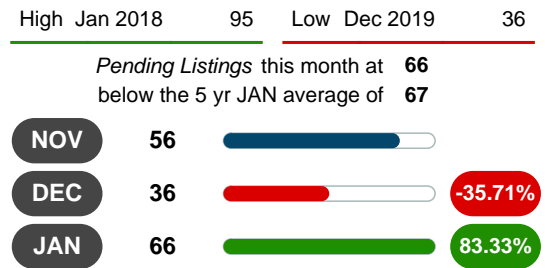 High Jan 2018 95 Low Dec 2019 36
Pending Listings this month at 66
below the 5 yr JAN average of 67
NOV 56
DEC 36 -35.71%
JAN 66 83.33%